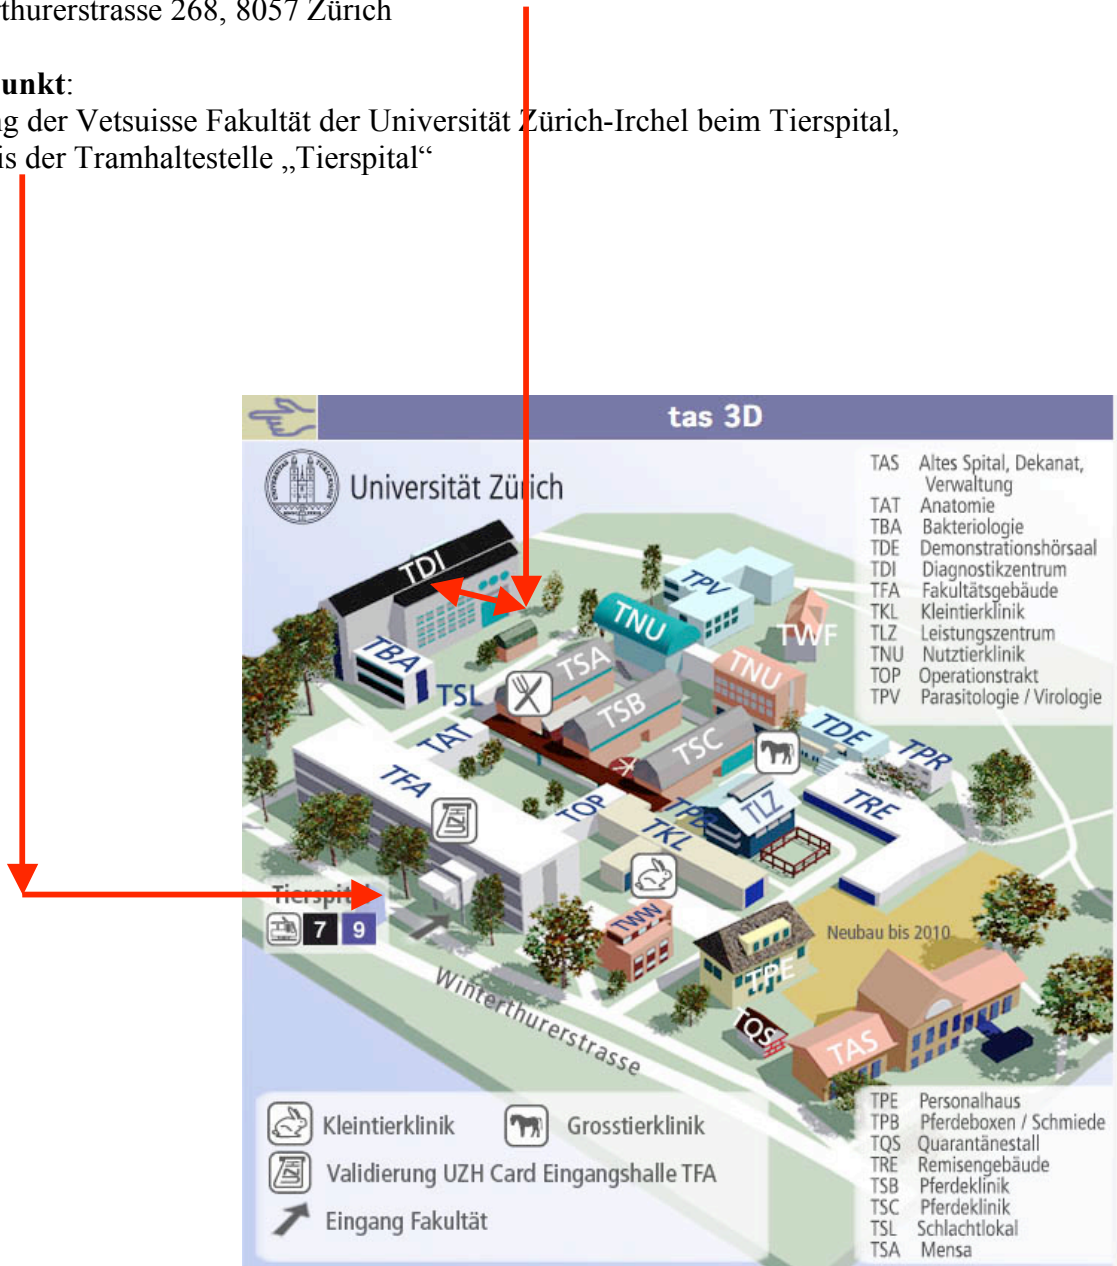 thurerstrasse 268, 8057 Zürich
unkt:
g der Vetsuisse Fakultät der Universität Zürich-Irchel beim Tierspital,
is der Tramhaltestelle „Tierspital“
tas 3D
Universität Zürich
TAS Altes Spital, Dekanat,
Verwaltung
TAT Anatomie
TBA Bakteriologie
TDE Demonstrationshörsaal
TDI Diagnostikzentrum
TFA Fakultätsgebäude
TKL Kleintierklinik
TLZ Leistungszentrum
TNU Nutztierklinik
TOP Operationstrakt
TPV Parasitologie / Virologie
TDI
TPV
TNU
TWF
TBA
TSA
TNU
TSL
TSB
TAT
TSC
TDE
TPR
TFA
TOP
TPB
TLZ
TRE
TKL
Tierspital
7 9
TWW
Neubau bis 2010
TPE
Winterthurerstrasse
TQS
TAS
Kleintierklinik
Grosstierklinik
Validierung UZH Card Eingangshalle TFA
Eingang Fakultät
TPE Personalhaus
TPB Pferdeboxen / Schmiede
TQS Quarantänestall
TRE Remisengebäude
TSB Pferdeklinik
TSC Pferdeklinik
TSL Schlachtlokal
TSA Mensa